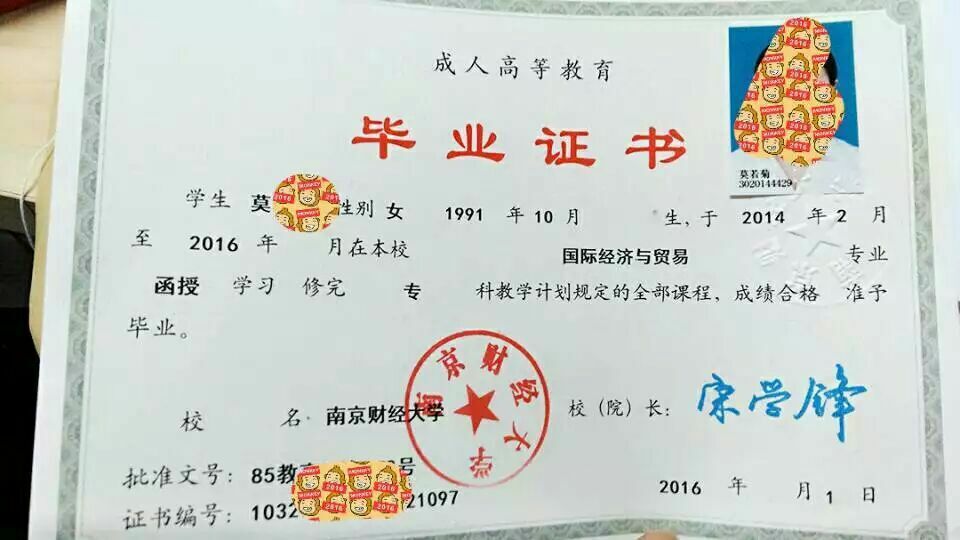 成人高等教育
毕业证书
莫若菊
3020144429
学生 莫 性别 女 1991 年 10 月 生,于 2014 年 2 月
至 2016 年 月在本校 国际经济与贸易 专业
函授 学习 修完 专 科教学计划规定的全部课程,成绩合格 准予
毕业。
南京财经大学
校 名: 南京财经大学 校(院)长: 宋学锋
批准文号: 85教 号
证书编号: 1032 21097
2016 年 月 1 日